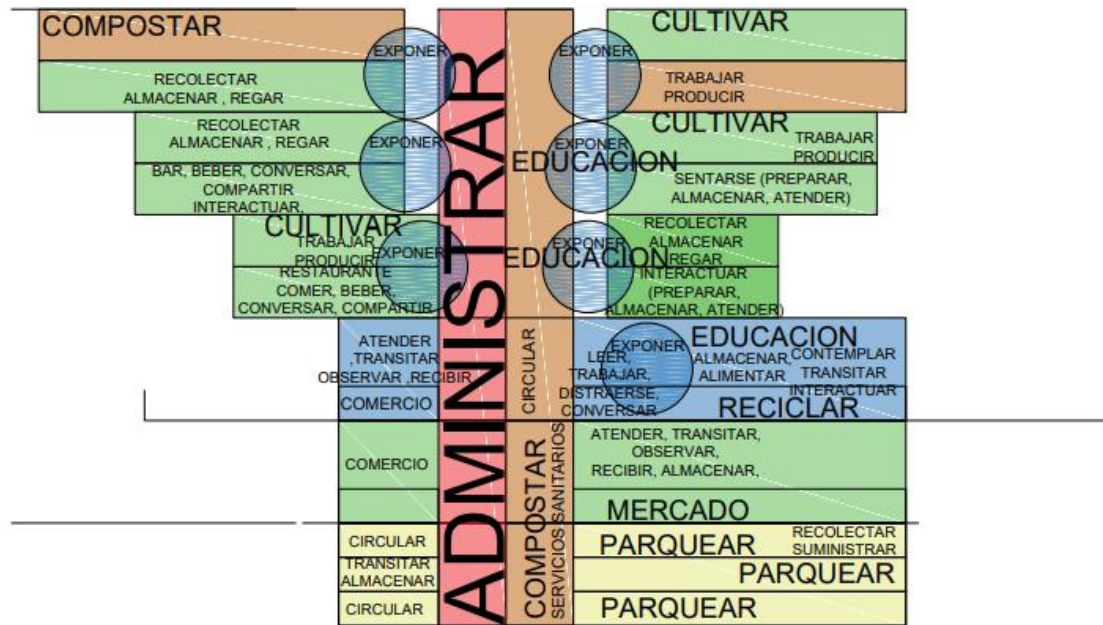 COMPOSTAR
EXPONER
RECOLECTAR
ALMACENAR , REGAR
RECOLECTAR
ALMACENAR , REGAR
EXPONER
BAR, BEBER, CONVERSAR,
COMPARTIR
INTERACTUAR,
CULTIVAR
TRABAJAR
PRODUCIR
EXPONER
RESTAURANTE
COMER, BEBER,
CONVERSAR, COMPARTIR
ATENDER
,TRANSITAR
OBSERVAR ,RECIBIR,
COMERCIO
COMERCIO
CIRCULAR
TRANSITAR
ALMACENAR
CIRCULAR
ADMINISTRAR
EDUCACION
EDUCACION
CIRCULAR
COMPOSTAR
SERVICIOS SANITARIOS
CULTIVAR
EXPONER
TRABAJAR
PRODUCIR
CULTIVAR
EXPONER
TRABAJAR
PRODUCIR
SENTARSE (PREPARAR,
ALMACENAR, ATENDER)
EXPONER
RECOLECTAR
ALMACENAR
REGAR
INTERACTUAR
(PREPARAR,
ALMACENAR, ATENDER)
EDUCACION
EXPONER
LEER,
TRABAJAR,
DISTRAERSE,
CONVERSAR
ALMACENAR,
ALIMENTAR
CONTEMPLAR
TRANSITAR
INTERACTUAR
RECICLAR
ATENDER, TRANSITAR,
OBSERVAR,
RECIBIR, ALMACENAR,
MERCADO
PARQUEAR
RECOLECTAR
SUMINISTRAR
PARQUEAR
PARQUEAR